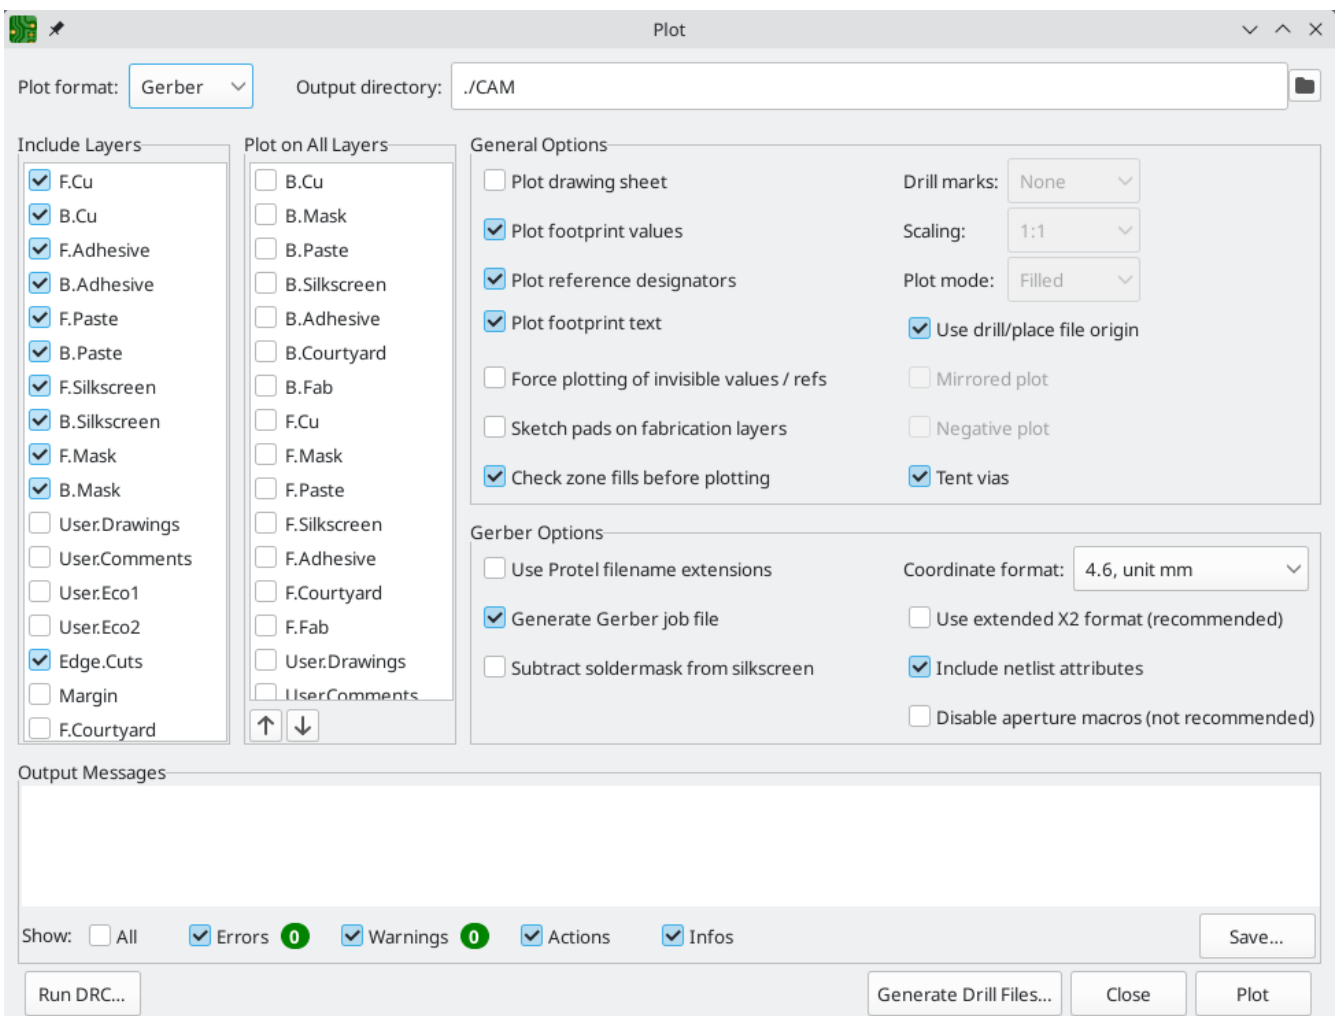 Plot
Plot format: Gerber Output directory: ./CAM
Include Layers
F.Cu
B.Cu
F.Adhesive
B.Adhesive
F.Paste
B.Paste
F.Silkscreen
B.Silkscreen
F.Mask
B.Mask
User.Drawings
User.Comments
User.Eco1
User.Eco2
Edge.Cuts
Margin
F.Courtyard
Plot on All Layers
B.Cu
B.Mask
B.Paste
B.Silkscreen
B.Adhesive
B.Courtyard
B.Fab
F.Cu
F.Mask
F.Paste
F.Silkscreen
F.Adhesive
F.Courtyard
F.Fab
User.Drawings
User.Comments
General Options
Plot drawing sheet
Plot footprint values
Plot reference designators
Plot footprint text
Force plotting of invisible values / refs
Sketch pads on fabrication layers
Check zone fills before plotting
Drill marks: None
Scaling: 1:1
Plot mode: Filled
Use drill/place file origin
Mirrored plot
Negative plot
Tent vias
Gerber Options
Use Protel filename extensions
Generate Gerber job file
Subtract soldermask from silkscreen
Coordinate format: 4.6, unit mm
Use extended X2 format (recommended)
Include netlist attributes
Disable aperture macros (not recommended)
Output Messages
Show: All Errors 0 Warnings 0 Actions Infos Save...
Run DRC... Generate Drill Files... Close Plot